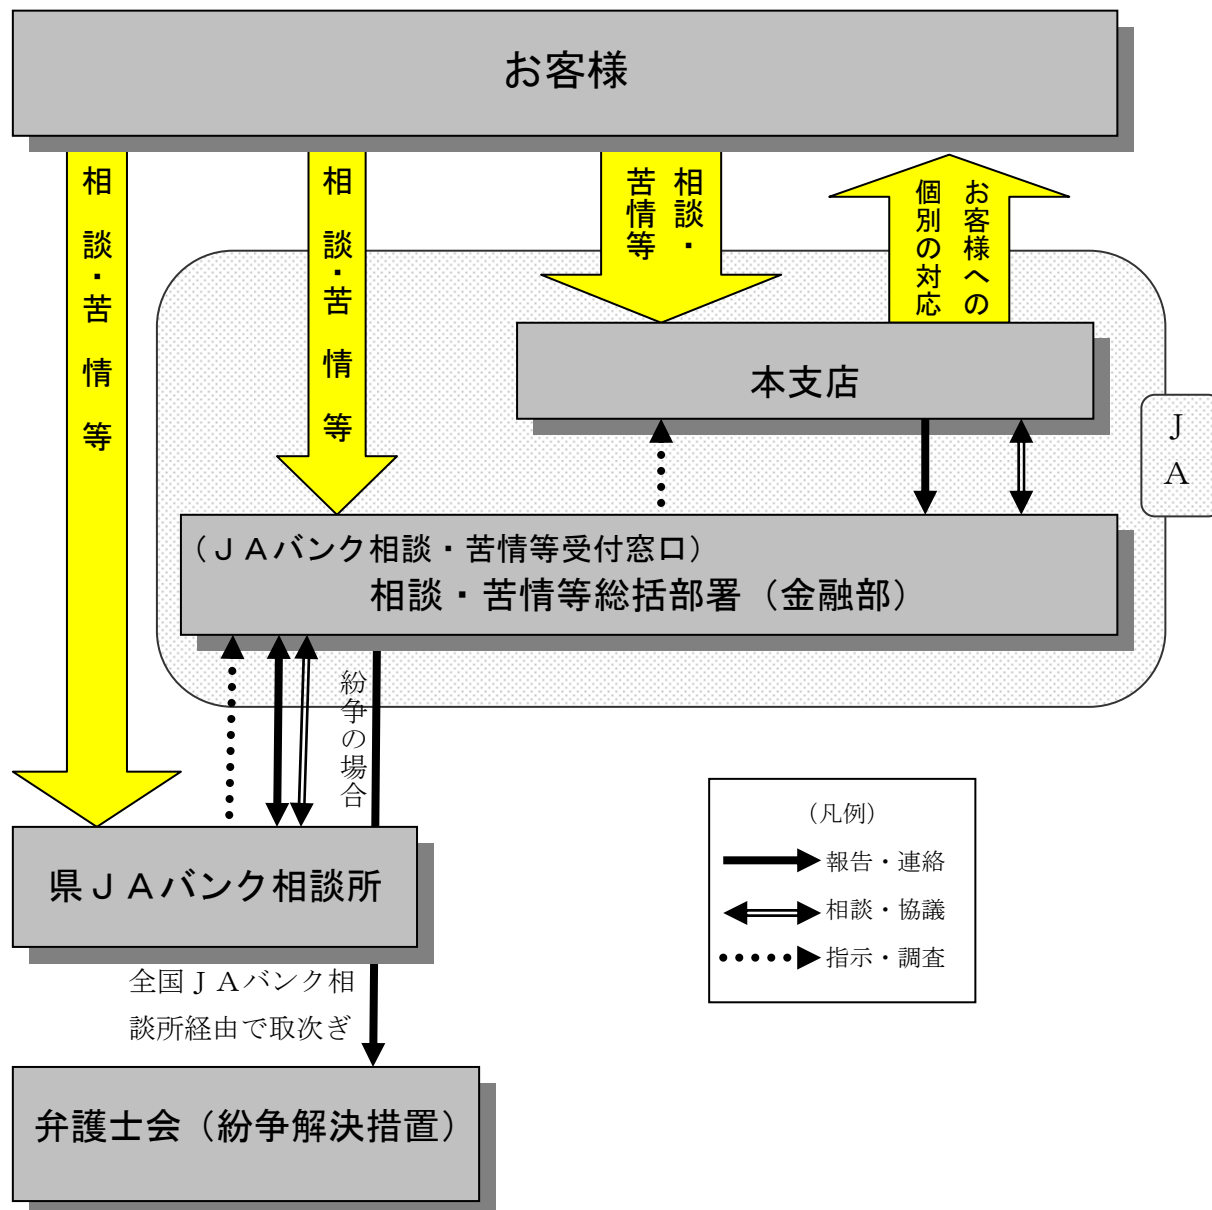 お客様
相談・苦情等
相談・苦情等
相談・
苦情等
お客様への
個別の対応
本支店
JA
（ＪＡバンク相談・苦情等受付窓口）
相談・苦情等総括部署（金融部）
紛争の場合
県ＪＡバンク相談所
（凡例）
報告・連絡
相談・協議
指示・調査
全国ＪＡバンク相
談所経由で取次ぎ
弁護士会（紛争解決措置）